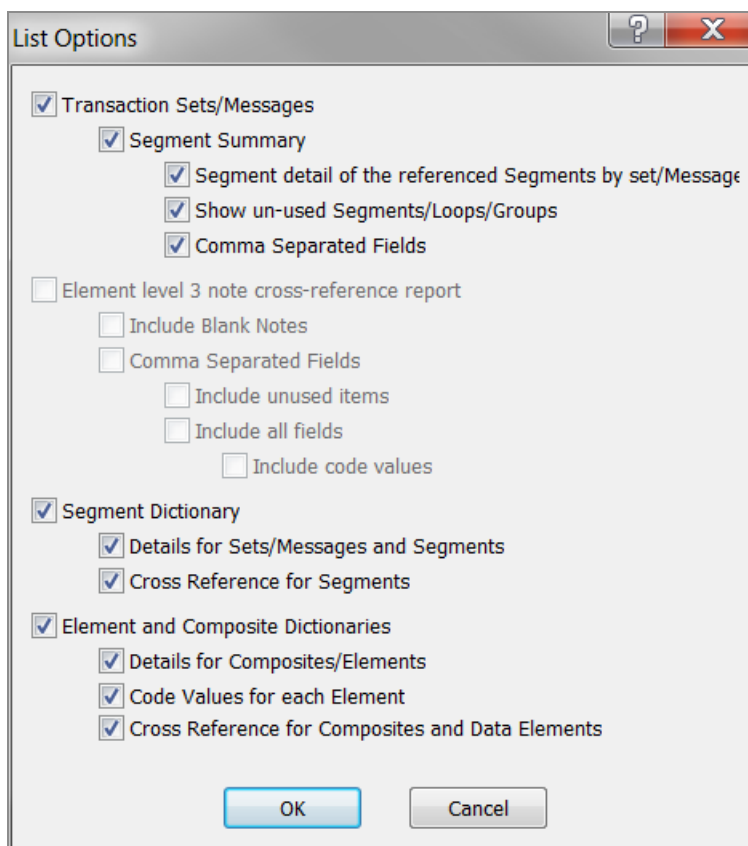 List Options
Transaction Sets/Messages
Segment Summary
Segment detail of the referenced Segments by set/Message
Show un-used Segments/Loops/Groups
Comma Separated Fields
Element level 3 note cross-reference report
Include Blank Notes
Comma Separated Fields
Include unused items
Include all fields
Include code values
Segment Dictionary
Details for Sets/Messages and Segments
Cross Reference for Segments
Element and Composite Dictionaries
Details for Composites/Elements
Code Values for each Element
Cross Reference for Composites and Data Elements
OK Cancel